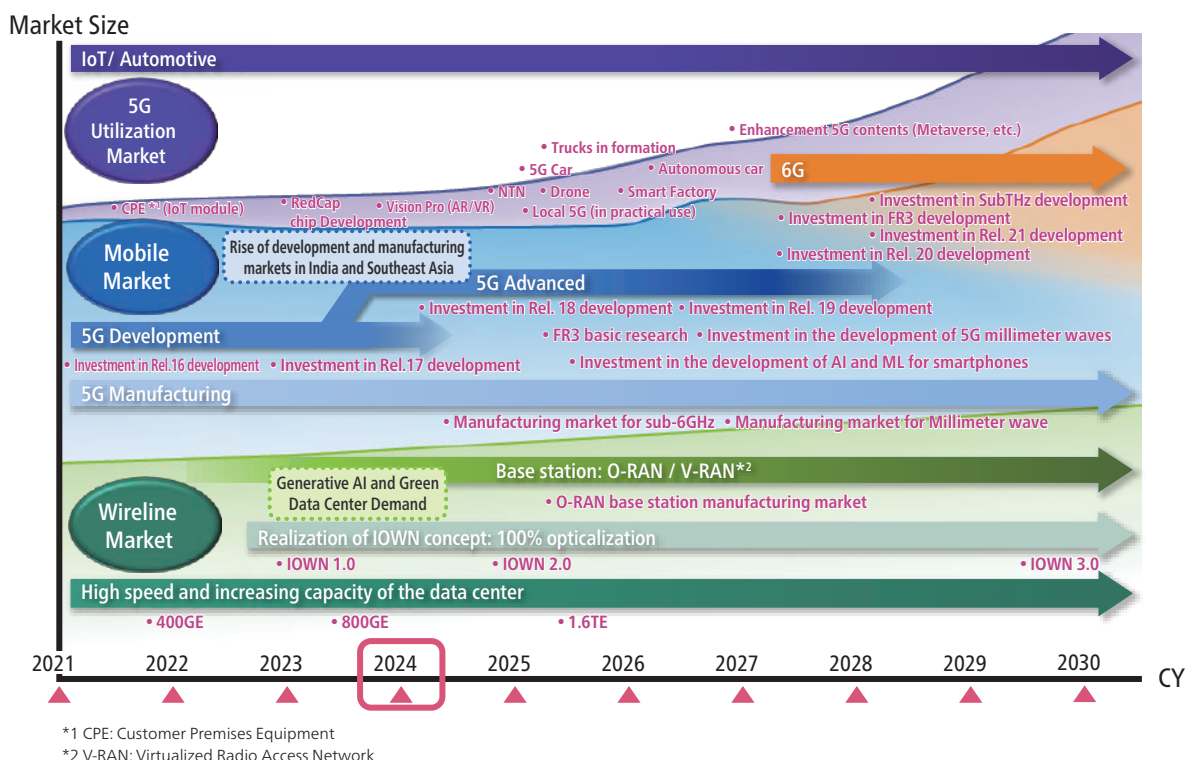 Market Size
IoT/ Automotive
5G
Utilization
Market
• Enhancement 5G contents (Metaverse, etc.)
• Trucks in formation
• 5G Car
• Autonomous car
6G
• NTN
• Drone
• Smart Factory
• CPE *1 (IoT module)
• RedCap
chip Development
• Vision Pro (AR/VR)
• Local 5G (in practical use)
• Investment in SubTHz development
• Investment in FR3 development
• Investment in Rel. 21 development
• Investment in Rel. 20 development
Mobile
Market
Rise of development and manufacturing
markets in India and Southeast Asia
5G Advanced
• Investment in Rel. 18 development
• Investment in Rel. 19 development
5G Development
• FR3 basic research
• Investment in the development of 5G millimeter waves
• Investment in Rel.16 development
• Investment in Rel.17 development
• Investment in the development of AI and ML for smartphones
5G Manufacturing
• Manufacturing market for sub-6GHz
• Manufacturing market for Millimeter wave
Base station: O-RAN / V-RAN*2
Generative AI and Green
Data Center Demand
• O-RAN base station manufacturing market
Wireline
Market
Realization of IOWN concept: 100% opticalization
• IOWN 1.0
• IOWN 2.0
• IOWN 3.0
High speed and increasing capacity of the data center
• 400GE
• 800GE
• 1.6TE
2021
2022
2023
2024
2025
2026
2027
2028
2029
2030
CY
*1 CPE: Customer Premises Equipment
*2 V-RAN: Virtualized Radio Access Network